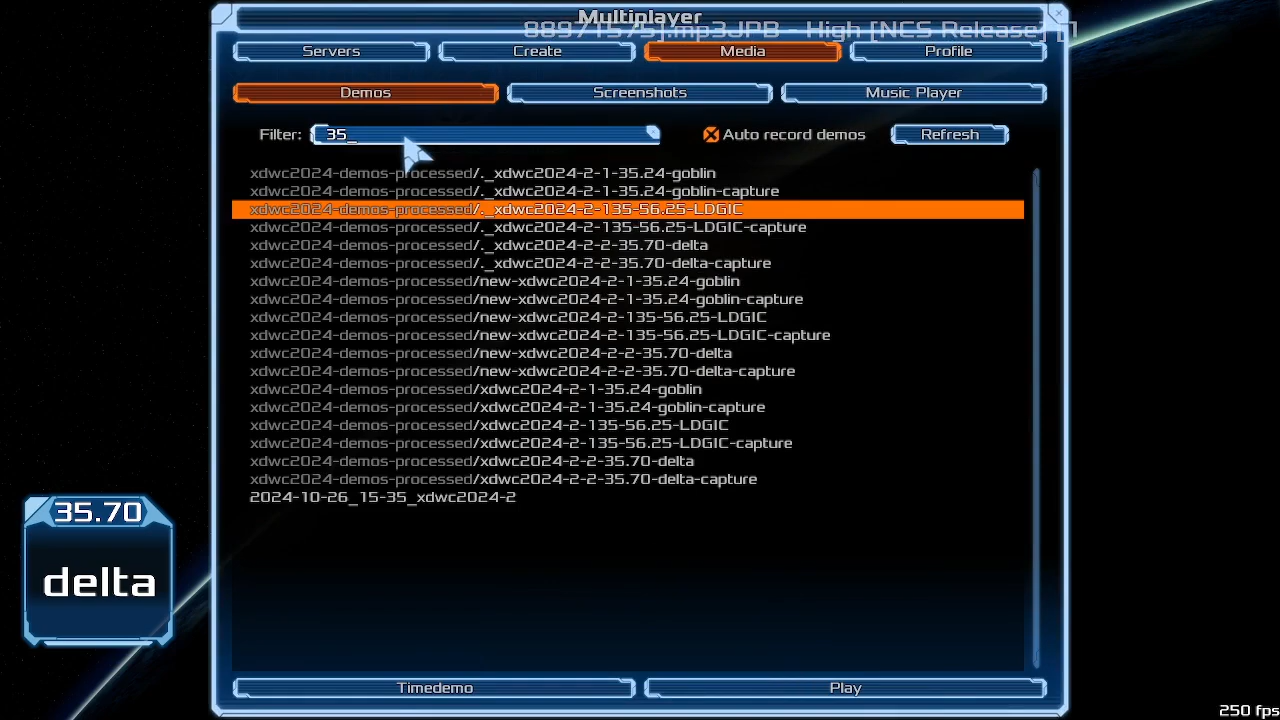 Multiplayer
88971575].mp3JPB - High [NCS Release] [1
Servers
Create
Media
Profile
Demos
Screenshots
Music Player
Filter:
35_
Auto record demos
Refresh
xdwc2024-demos-processed/._xdwc2024-2-1-35.24-goblin
xdwc2024-demos-processed/._xdwc2024-2-1-35.24-goblin-capture
xdwc2024-demos-processed/._xdwc2024-2-135-56.25-LDGIC
xdwc2024-demos-processed/._xdwc2024-2-135-56.25-LDGIC-capture
xdwc2024-demos-processed/._xdwc2024-2-2-35.70-delta
xdwc2024-demos-processed/._xdwc2024-2-2-35.70-delta-capture
xdwc2024-demos-processed/new-xdwc2024-2-1-35.24-goblin
xdwc2024-demos-processed/new-xdwc2024-2-1-35.24-goblin-capture
xdwc2024-demos-processed/new-xdwc2024-2-135-56.25-LDGIC
xdwc2024-demos-processed/new-xdwc2024-2-135-56.25-LDGIC-capture
xdwc2024-demos-processed/new-xdwc2024-2-2-35.70-delta
xdwc2024-demos-processed/new-xdwc2024-2-2-35.70-delta-capture
xdwc2024-demos-processed/xdwc2024-2-1-35.24-goblin
xdwc2024-demos-processed/xdwc2024-2-1-35.24-goblin-capture
xdwc2024-demos-processed/xdwc2024-2-135-56.25-LDGIC
xdwc2024-demos-processed/xdwc2024-2-135-56.25-LDGIC-capture
xdwc2024-demos-processed/xdwc2024-2-2-35.70-delta
xdwc2024-demos-processed/xdwc2024-2-2-35.70-delta-capture
2024-10-26_15-35_xdwc2024-2
35.70
delta
Timedemo
Play
250 fps